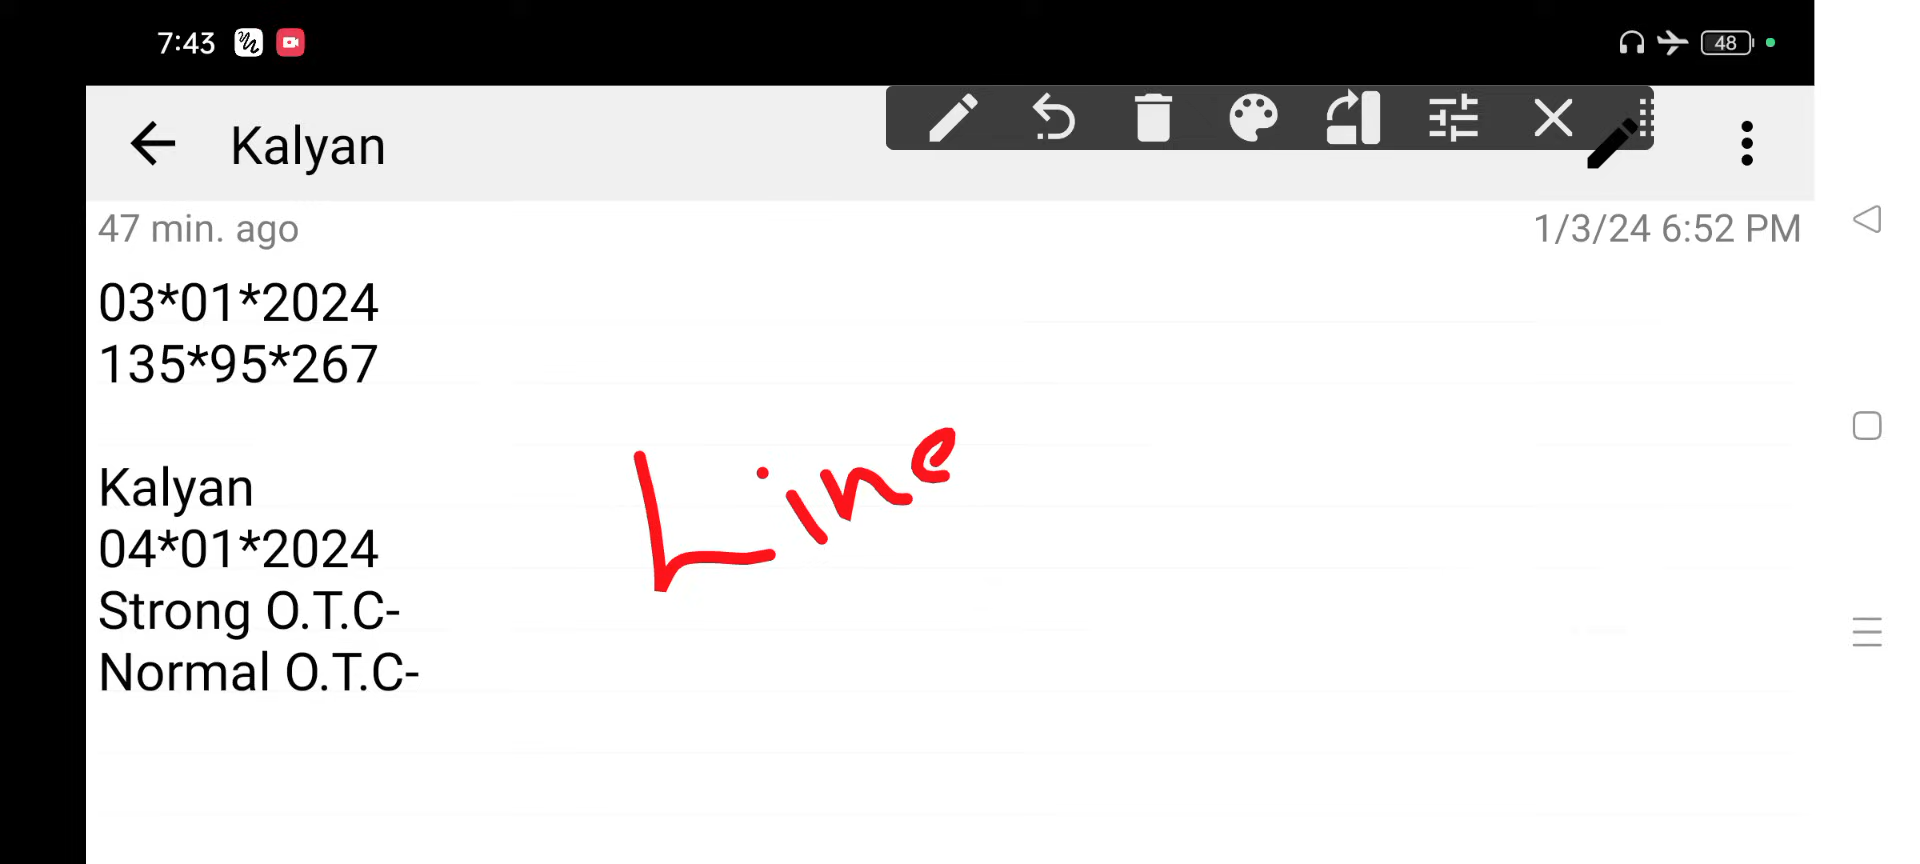 7:43
48
Kalyan
47 min. ago
1/3/24 6:52 PM
03*01*2024
135*95*267
Line
Kalyan
04*01*2024
Strong O.T.C-
Normal O.T.C-